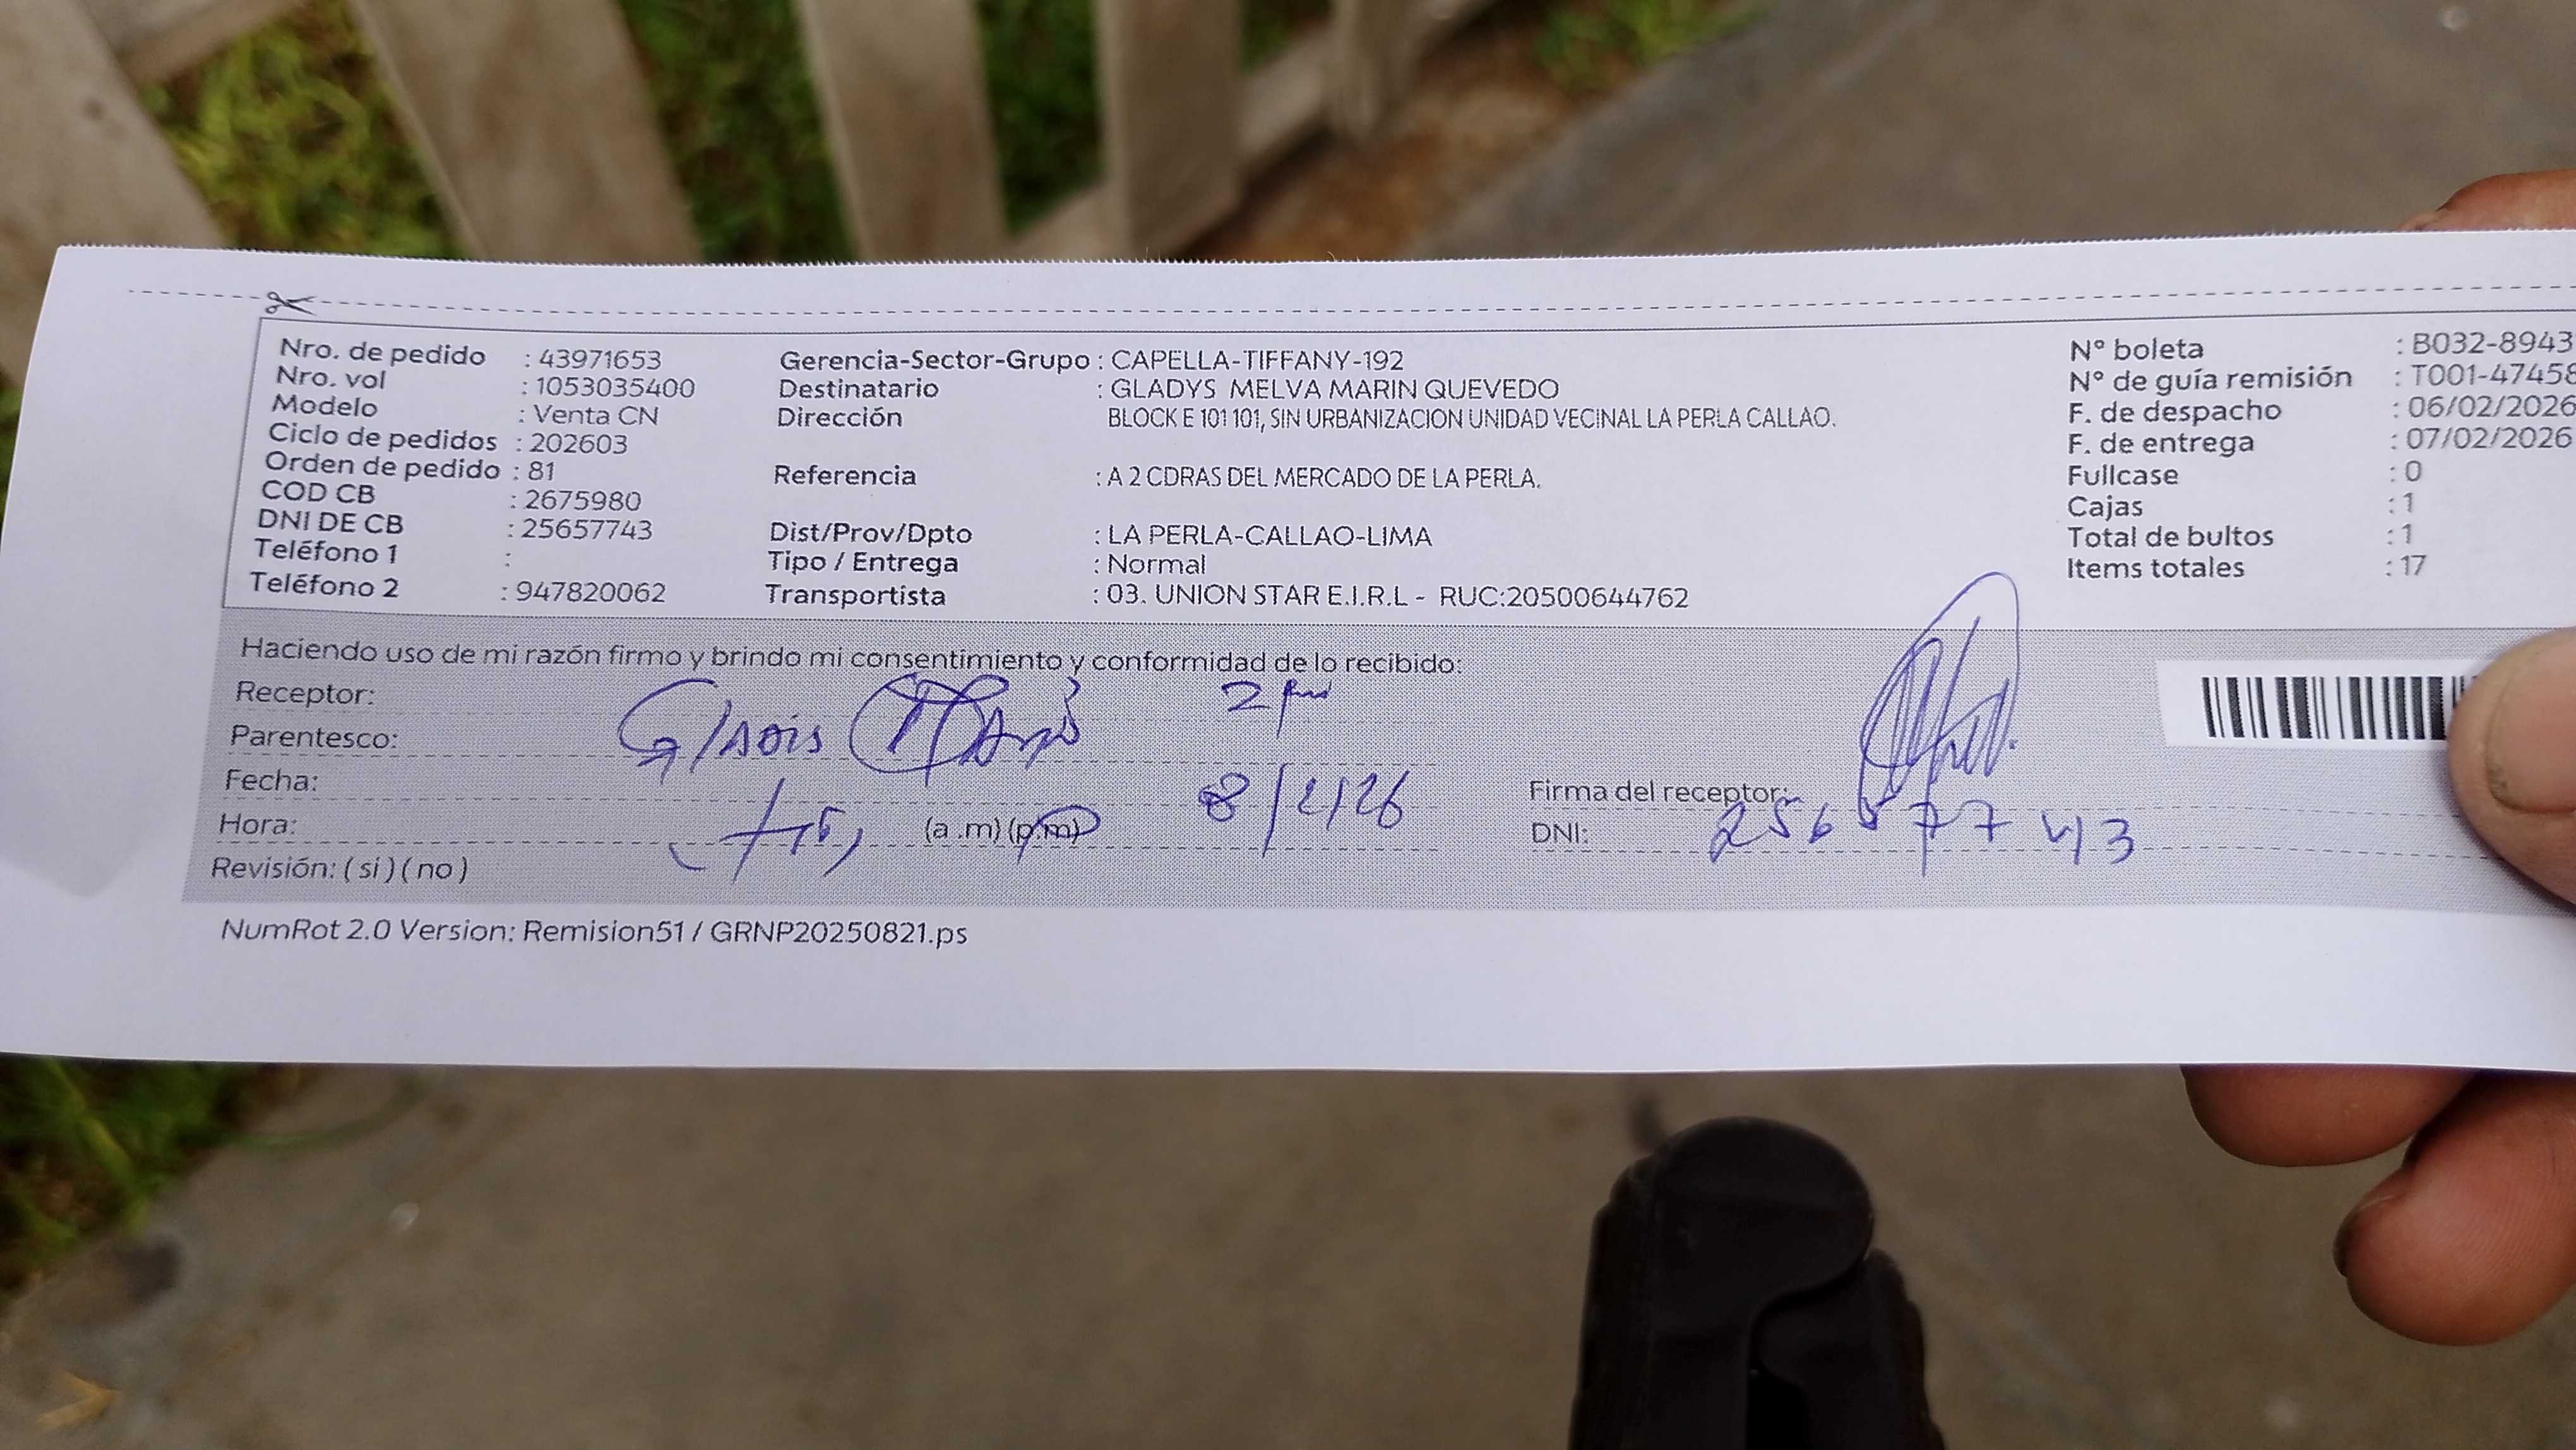 Nro. de pedido : 43971653
Nro. vol : 1053035400
Modelo : Venta CN
Ciclo de pedidos : 202603
Orden de pedido : 81
COD CB : 2675980
DNI DE CB : 25657743
Teléfono 1 :
Teléfono 2 : 947820062
Gerencia-Sector-Grupo : CAPELLA-TIFFANY-192
Destinatario : GLADYS MELVA MARIN QUEVEDO
Dirección BLOCK E 101 101, SIN URBANIZACION UNIDAD VECINAL LA PERLA CALLAO.
Referencia : A 2 CDRAS DEL MERCADO DE LA PERLA.
Dist/Prov/Dpto : LA PERLA-CALLAO-LIMA
Tipo / Entrega : Normal
Transportista : 03. UNION STAR E.I.R.L - RUC:20500644762
N° boleta : B032-8943
N° de guía remisión : T001-47458
F. de despacho : 06/02/2026
F. de entrega : 07/02/2026
Fullcase : 0
Cajas : 1
Total de bultos : 1
Items totales : 17
Haciendo uso de mi razón firmo y brindo mi consentimiento y conformidad de lo recibido:
Receptor:
Parentesco:
Fecha: 8/2/26
Hora: (a .m) (p.m)
Revisión: ( si ) ( no )
Firma del receptor:
DNI: 25657743
NumRot 2.0 Version: Remision51 / GRNP20250821.ps